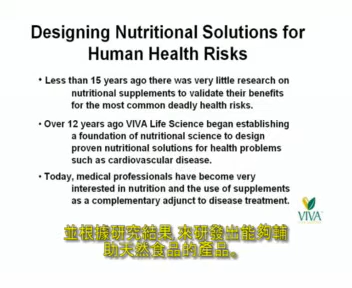 Designing Nutritional Solutions for
Human Health Risks
• Less than 15 years ago there was very little research on
nutritional supplements to validate their benefits
for the most common deadly health risks.
• Over 12 years ago VIVA Life Science began establishing
a foundation of nutritional science to design
proven nutritional solutions for health problems
such as cardiovascular disease.
• Today, medical professionals have become very
interested in nutrition and the use of supplements
as a complementary adjunct to disease treatment.
VIVA
並根據研究結果,來研發出能夠輔
助天然食品的產品。